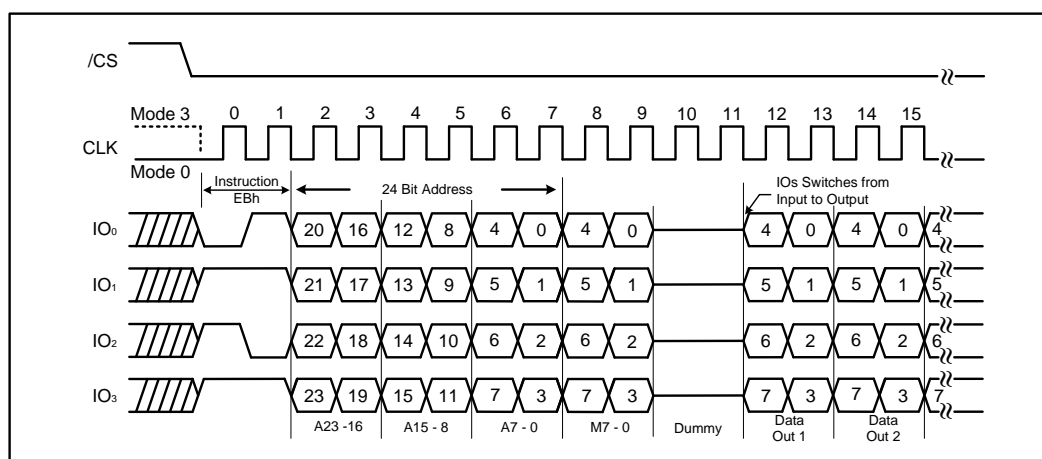 /CS
Mode 3 0 1 2 3 4 5 6 7 8 9 10 11 12 13 14 15
CLK
Mode 0
Instruction
EBh
24 Bit Address
IOs Switches from
Input to Output
IO₀ 20 16 12 8 4 0 4 0 4 0 4 0 4
IO₁ 21 17 13 9 5 1 5 1 5 1 5 1 5
IO₂ 22 18 14 10 6 2 6 2 6 2 6 2 6
IO₃ 23 19 15 11 7 3 7 3 7 3 7 3 7
A23 -16 A15 - 8 A7 - 0 M7 - 0 Dummy Data
Out 1 Data
Out 2